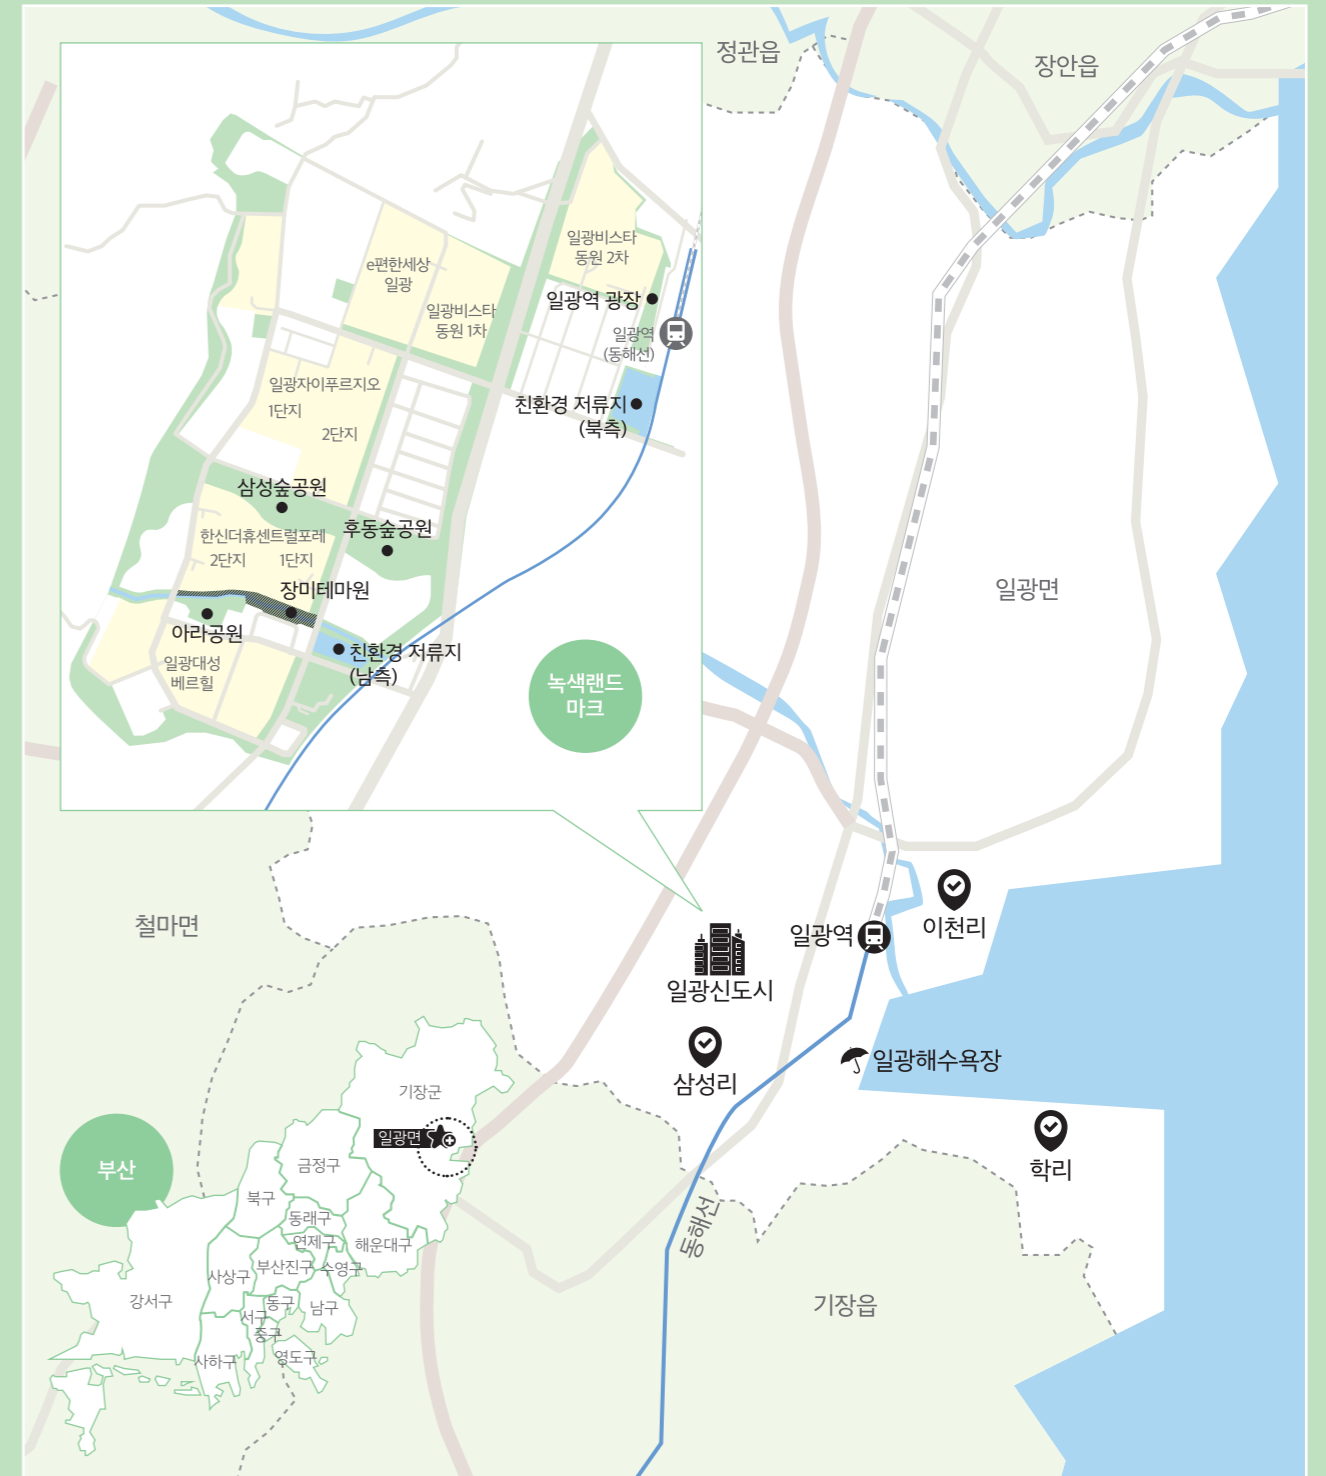 정관읍
장안읍
일광비스타
동원 2차
e편한세상
일광
일광역 광장
일광비스타
동원 1차
일광역
(동해선)
일광자이푸르지오
1단지
2단지
친환경 저류지
(북측)
삼성숲공원
후동숲공원
한신더휴센트럴포레
2단지
1단지
장미테마원
아라공원
친환경 저류지
(남측)
일광대성
베르힐
녹색랜드
마크
일광면
철마면
일광역
이천리
일광신도시
삼성리
일광해수욕장
학리
동해선
기장읍
부산
기장군
일광면
금정구
북구
동래구
연제구
해운대구
부산진구
수영구
사상구
강서구
동구
남구
서구
중구
영도구
사하구